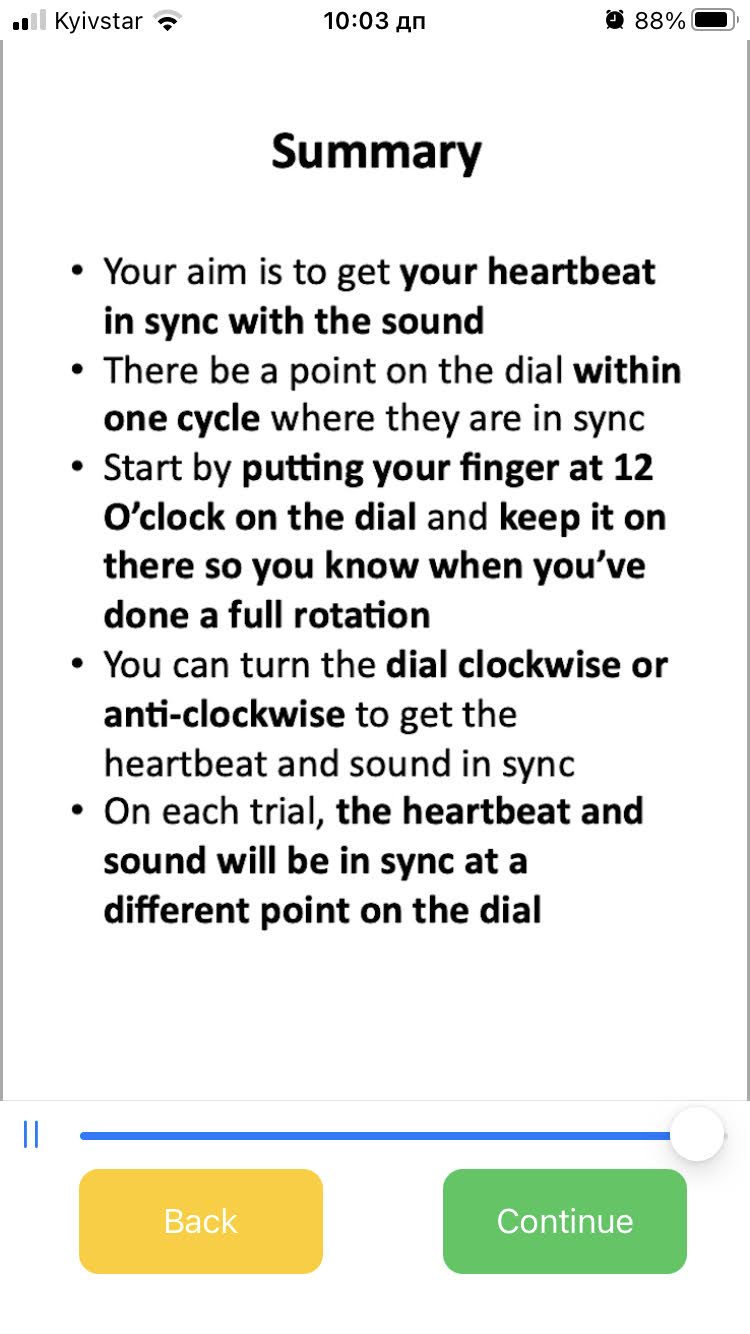 Kyivstar 10:03 дп 88%
Summary
• Your aim is to get your heartbeat
in sync with the sound
• There be a point on the dial within
one cycle where they are in sync
• Start by putting your finger at 12
O’clock on the dial and keep it on
there so you know when you’ve
done a full rotation
• You can turn the dial clockwise or
anti-clockwise to get the
heartbeat and sound in sync
• On each trial, the heartbeat and
sound will be in sync at a
different point on the dial
Back Continue